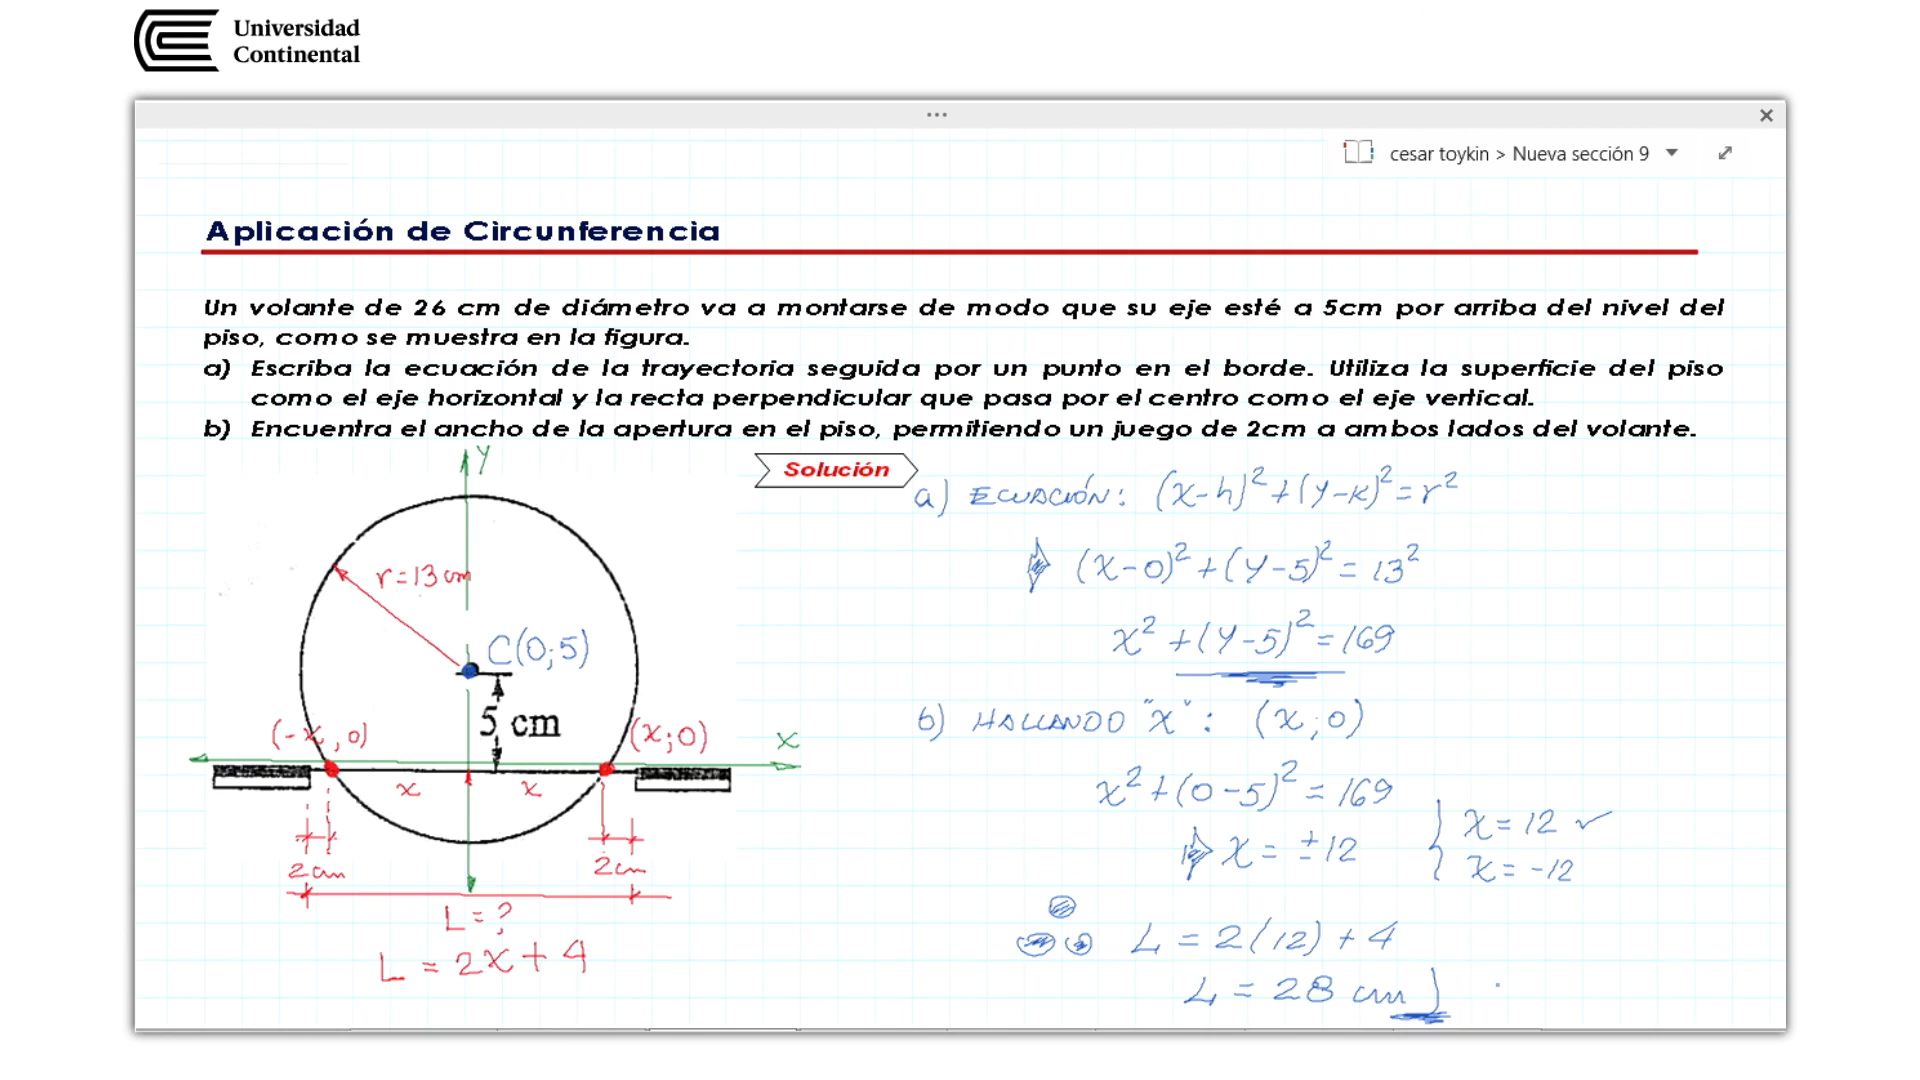 Universidad
Continental
...
cesar toykin > Nueva sección 9
Aplicación de Circunferencia
Un volante de 26 cm de diámetro va a montarse de modo que su eje esté a 5cm por arriba del nivel del
piso, como se muestra en la figura.
a) Escriba la ecuación de la trayectoria seguida por un punto en el borde. Utiliza la superficie del piso
como el eje horizontal y la recta perpendicular que pasa por el centro como el eje vertical.
b) Encuentra el ancho de la apertura en el piso, permitiendo un juego de 2cm a ambos lados del volante.
y
r=13 cm
C(0;5)
5 cm
(-x,0)
(x;0)
x
x
x
2cm
2cm
L=?
L = 2x+4
Solución
a) ECUACIÓN: (x-h)²+(y-k)²=r²
(x-0)²+(y-5)²=13²
x²+(y-5)²=169
b) HALLANDO "x": (x;0)
x²+(0-5)²=169
x=±12
x=12 ✓
x=-12
L=2(12)+4
L=28 cm